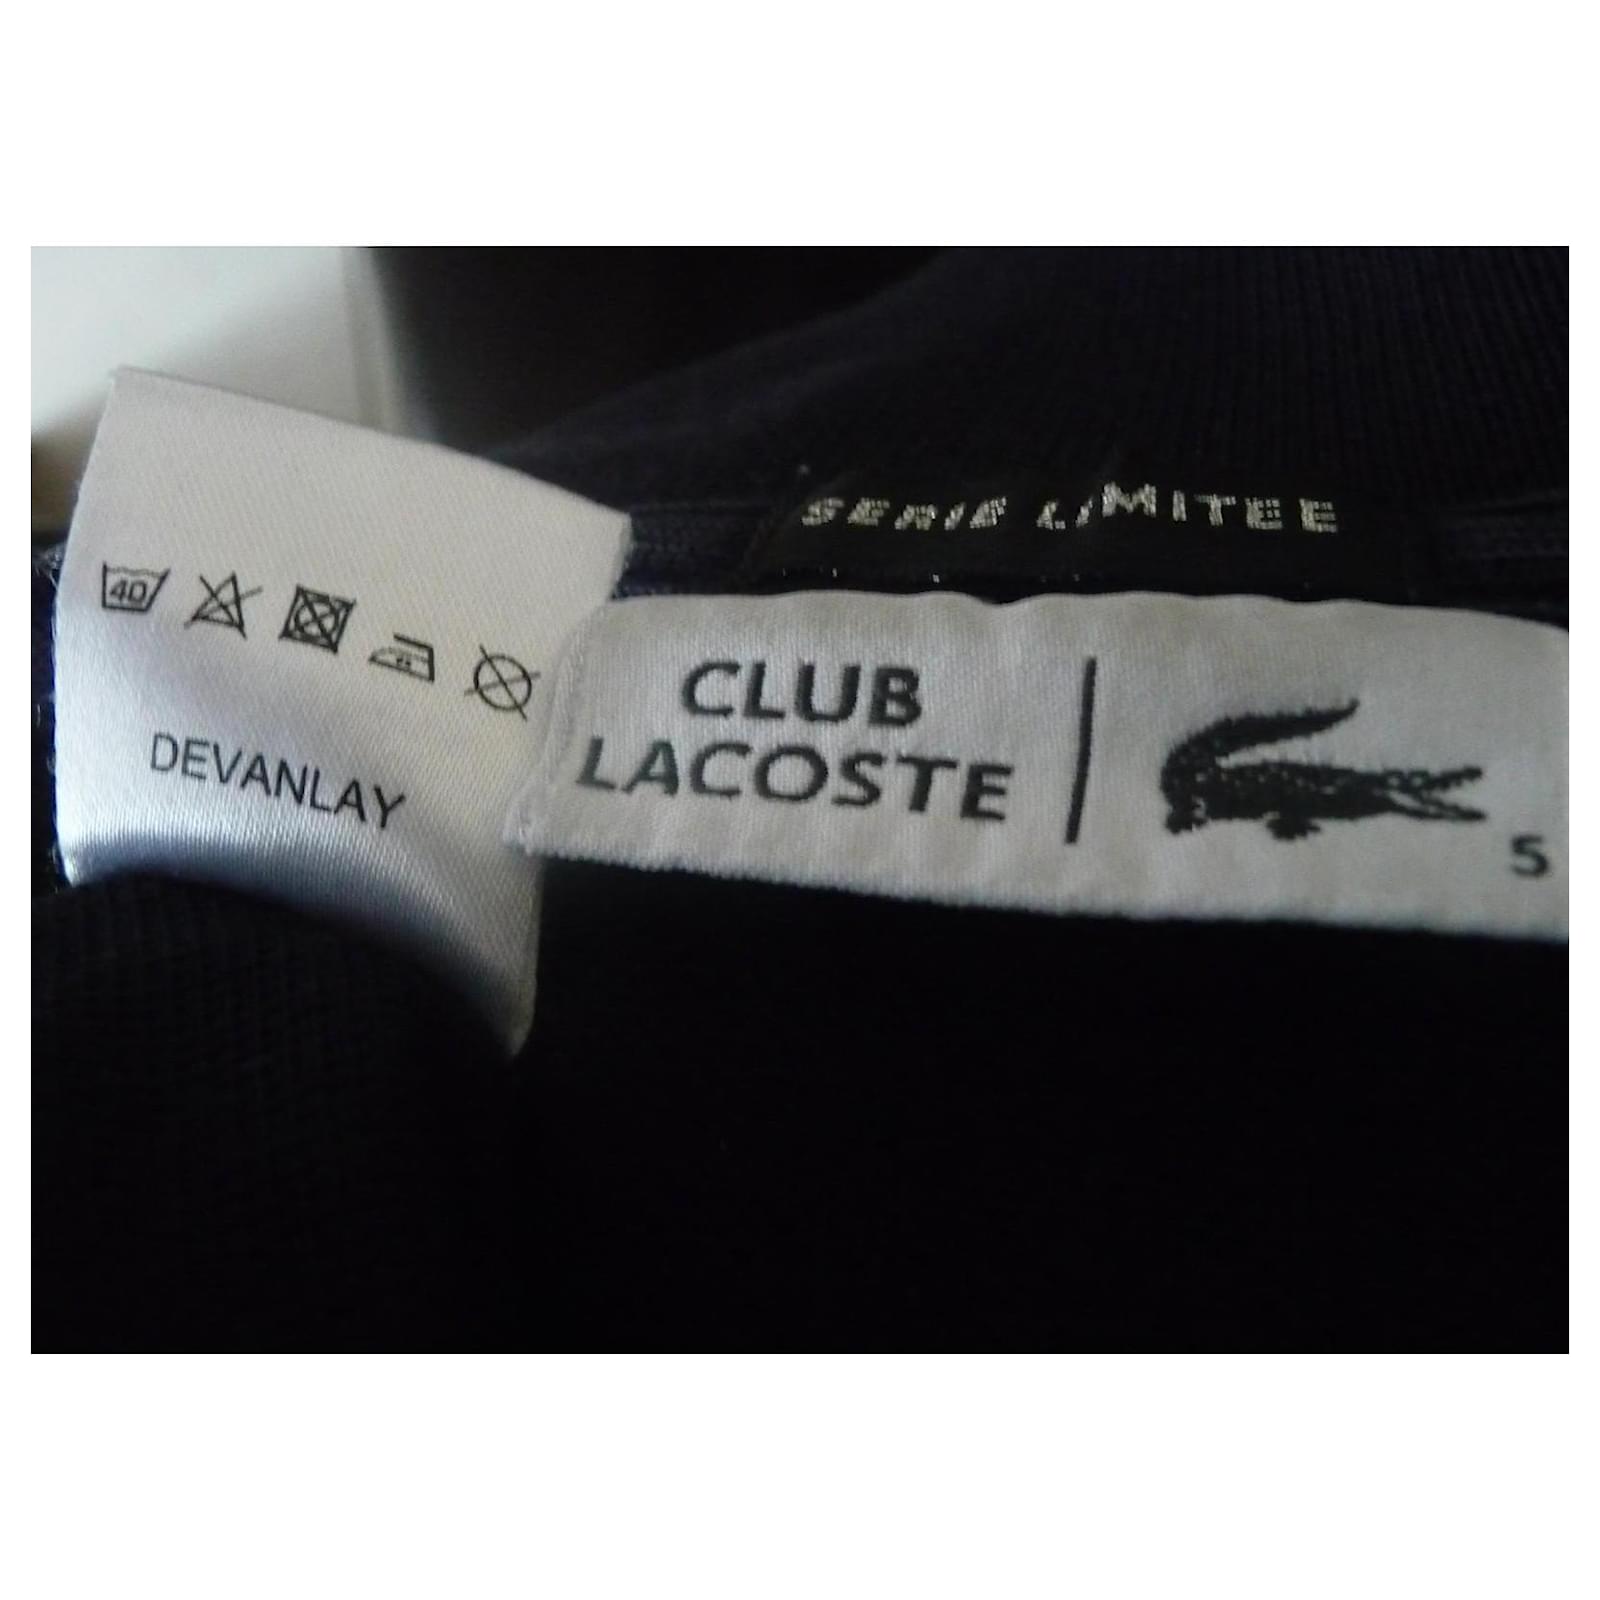 SERIE LIMITEE
40
DEVANLAY
CLUB
LACOSTE
5